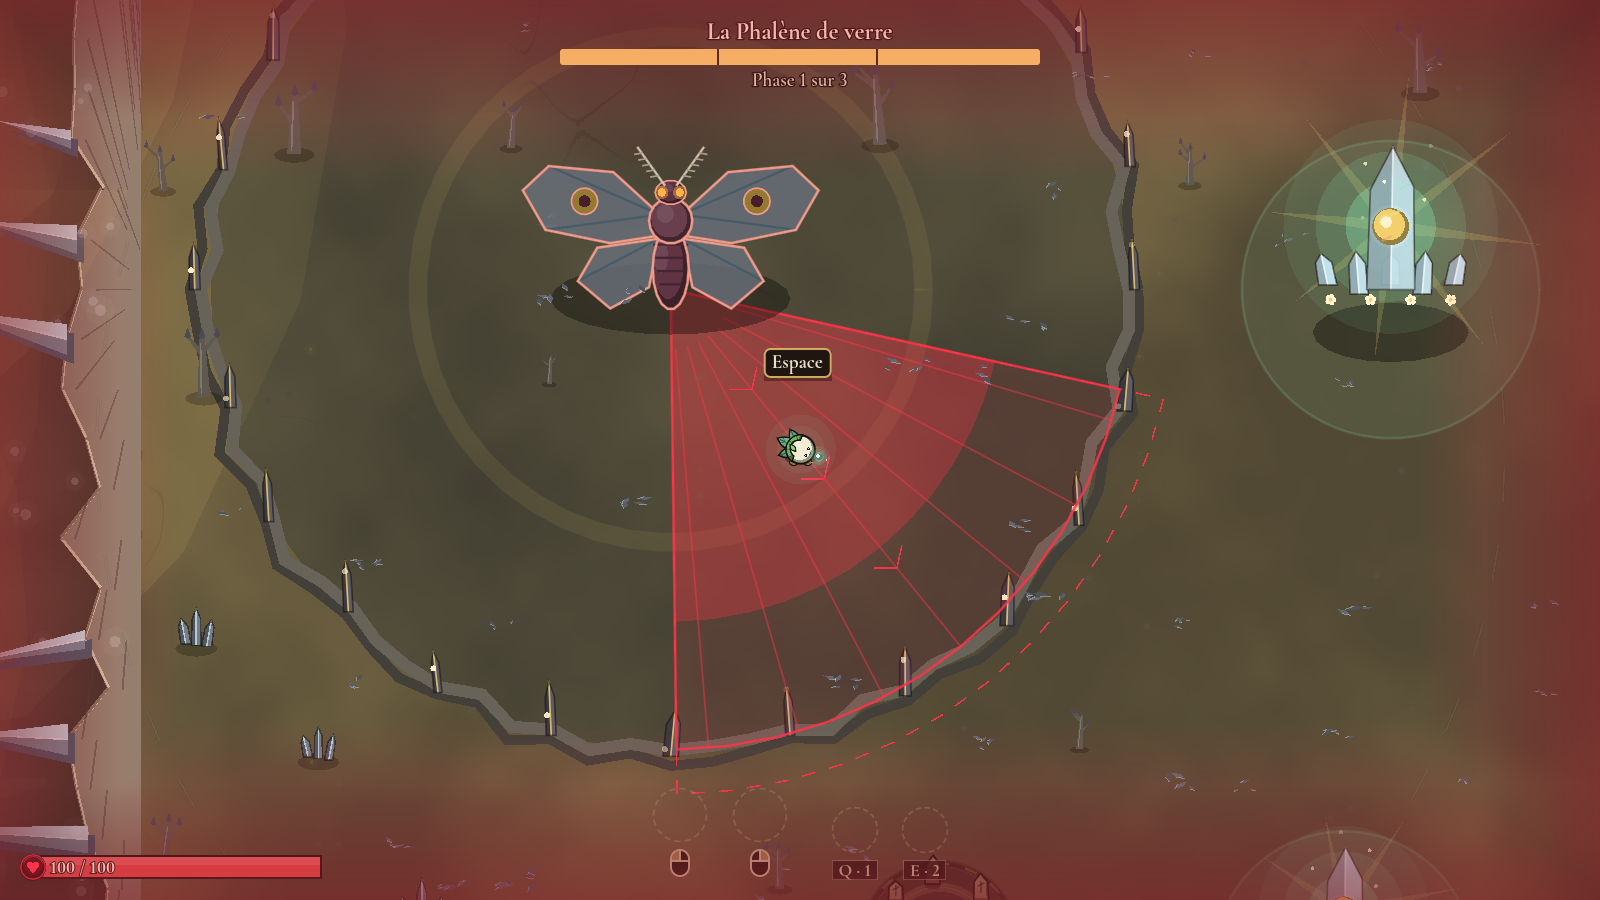 La Phalène de verre
Phase 1 sur 3
Espace
100 / 100
Q · 1
E · 2